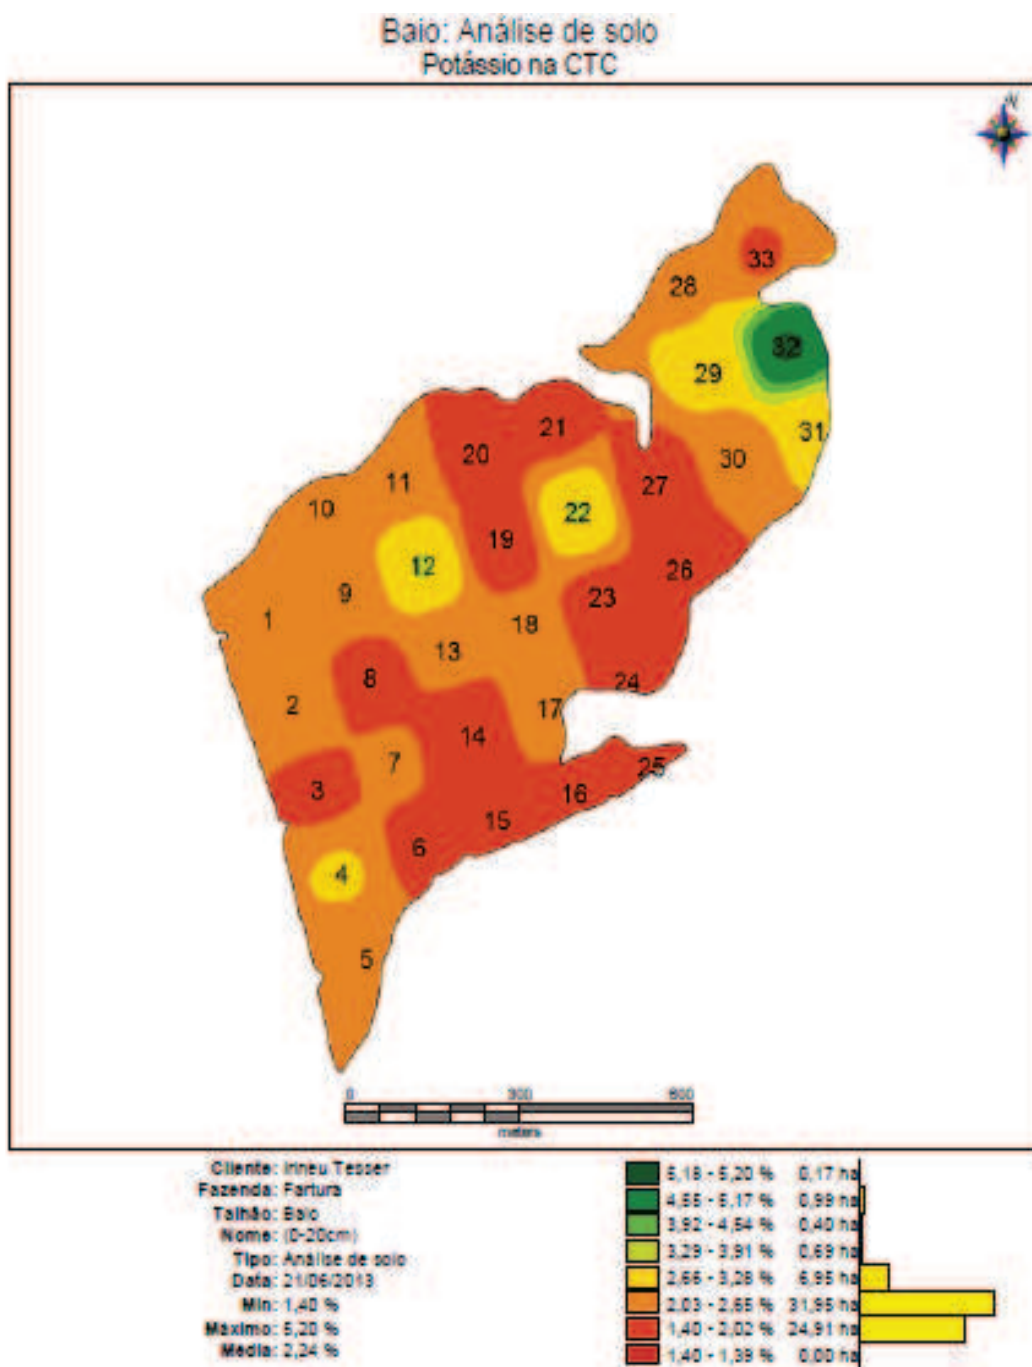 Baio: Análise de solo
Potássio na CTC
N
33
28
32
29
31
21
20
30
11
27
10
22
19
12
26
9
23
1
18
13
8
24
2
17
14
7
25
3
16
15
6
4
5
0 300 600
meters
Cliente: Irineu Tesser
Fazenda: Fartura
Talhão: Baio
Nome: (0-20cm)
Tipo: Análise de solo
Data: 21/06/2013
Min: 1,40 %
Máximo: 5,20 %
Média: 2,24 %
5,18 - 5,20 % 0,17 ha
4,55 - 5,17 % 0,99 ha
3,92 - 4,54 % 0,40 ha
3,29 - 3,91 % 0,69 ha
2,66 - 3,28 % 6,95 ha
2,03 - 2,65 % 31,95 ha
1,40 - 2,02 % 24,91 ha
1,40 - 1,39 % 0,00 ha